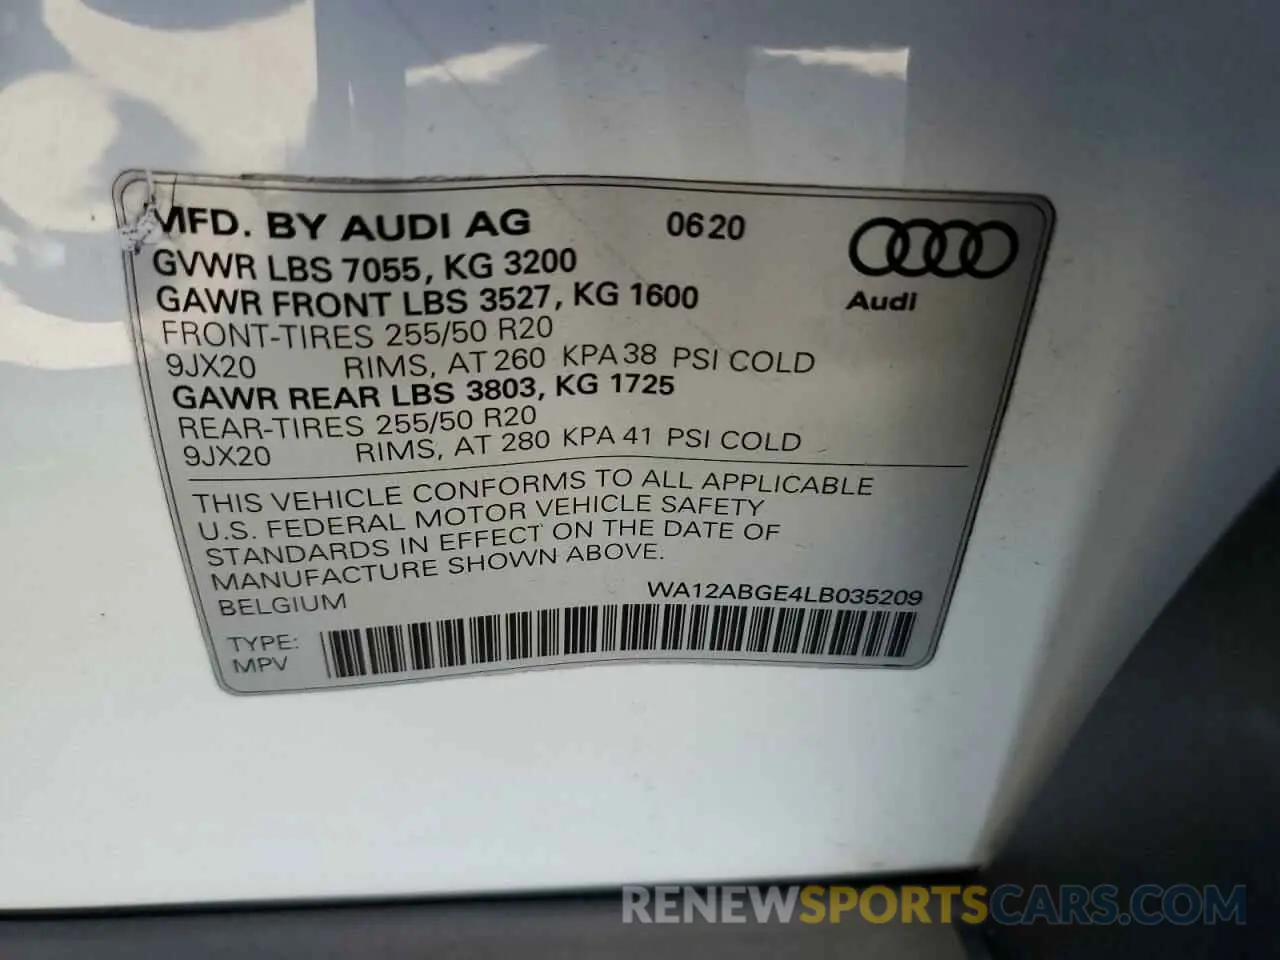 MFD. BY AUDI AG 0620
GVWR LBS 7055, KG 3200
GAWR FRONT LBS 3527, KG 1600
Audi
FRONT-TIRES 255/50 R20
9JX20 RIMS, AT 260 KPA 38 PSI COLD
GAWR REAR LBS 3803, KG 1725
REAR-TIRES 255/50 R20
9JX20 RIMS, AT 280 KPA 41 PSI COLD
THIS VEHICLE CONFORMS TO ALL APPLICABLE
U.S. FEDERAL MOTOR VEHICLE SAFETY
STANDARDS IN EFFECT ON THE DATE OF
MANUFACTURE SHOWN ABOVE.
BELGIUM WA12ABGE4LB035209
TYPE:
MPV
RENEWSPORTSCARS.COM